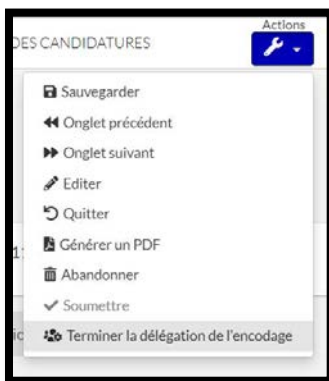 Actions
DES CANDIDATURES
Sauvegarder
Onglet précédent
Onglet suivant
Editer
Quitter
Générer un PDF
Abandonner
Soumettre
Terminer la délégation de l'encodage